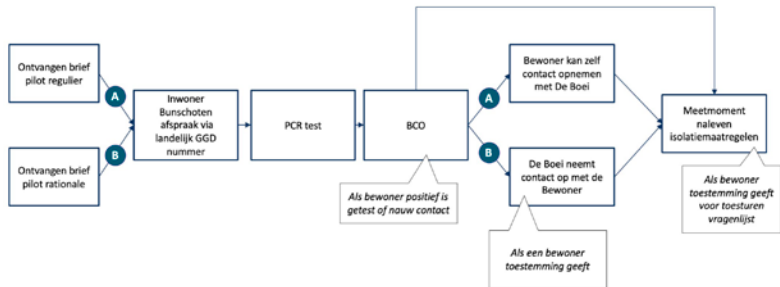 Ontvangen brief
pilot regulier
A
Ontvangen brief
pilot rationale
B
Inwoner
Bunschoten
afspraak via
landelijk GGD
nummer
PCR test
BCO
Als bewoner positief is
getest of nauw contact
A
Bewoner kan zelf
contact opnemen
met De Boei
B
De Boei neemt
contact op met de
Bewoner
Als een bewoner
toestemming geeft
Meetmoment
naleven
isolatiemaatregelen
Als bewoner
toestemming geeft
voor toesturen
vragenlijst